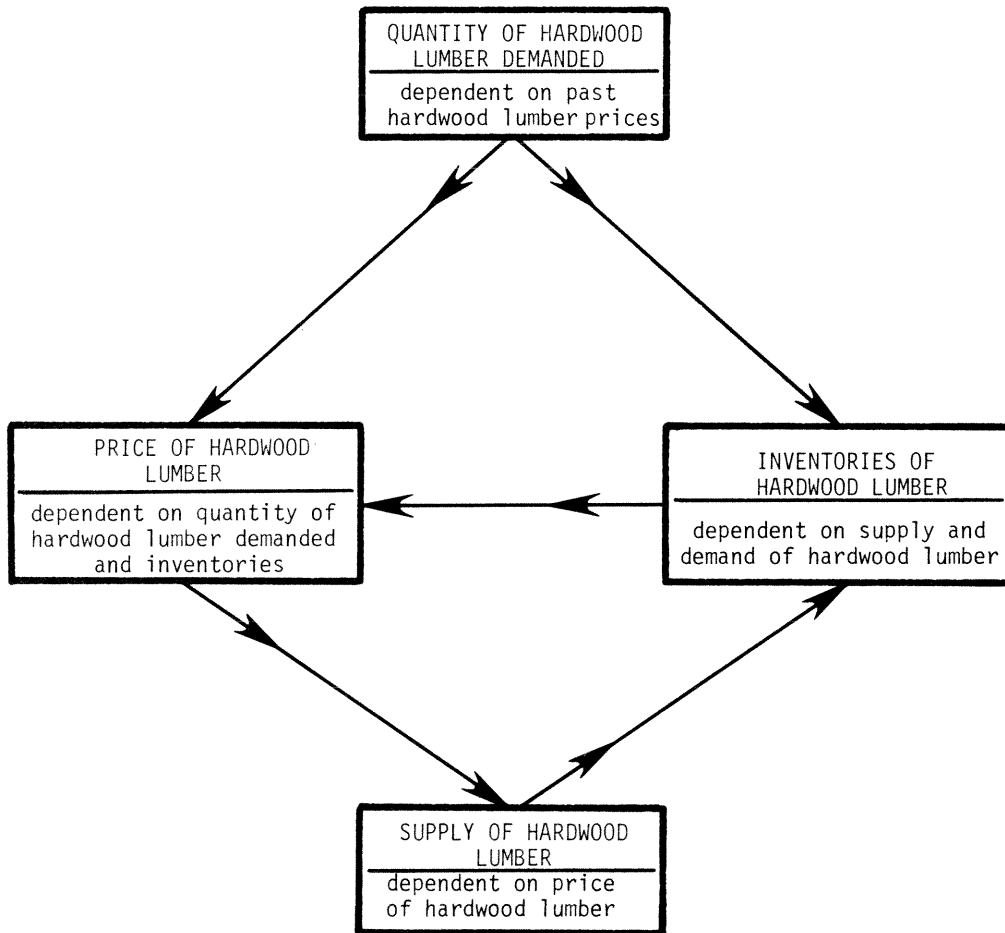 QUANTITY OF HARDWOOD
LUMBER DEMANDED
dependent on past
hardwood lumber prices
PRICE OF HARDWOOD
LUMBER
dependent on quantity of
hardwood lumber demanded
and inventories
INVENTORIES OF
HARDWOOD LUMBER
dependent on supply and
demand of hardwood lumber
SUPPLY OF HARDWOOD
LUMBER
dependent on price
of hardwood lumber